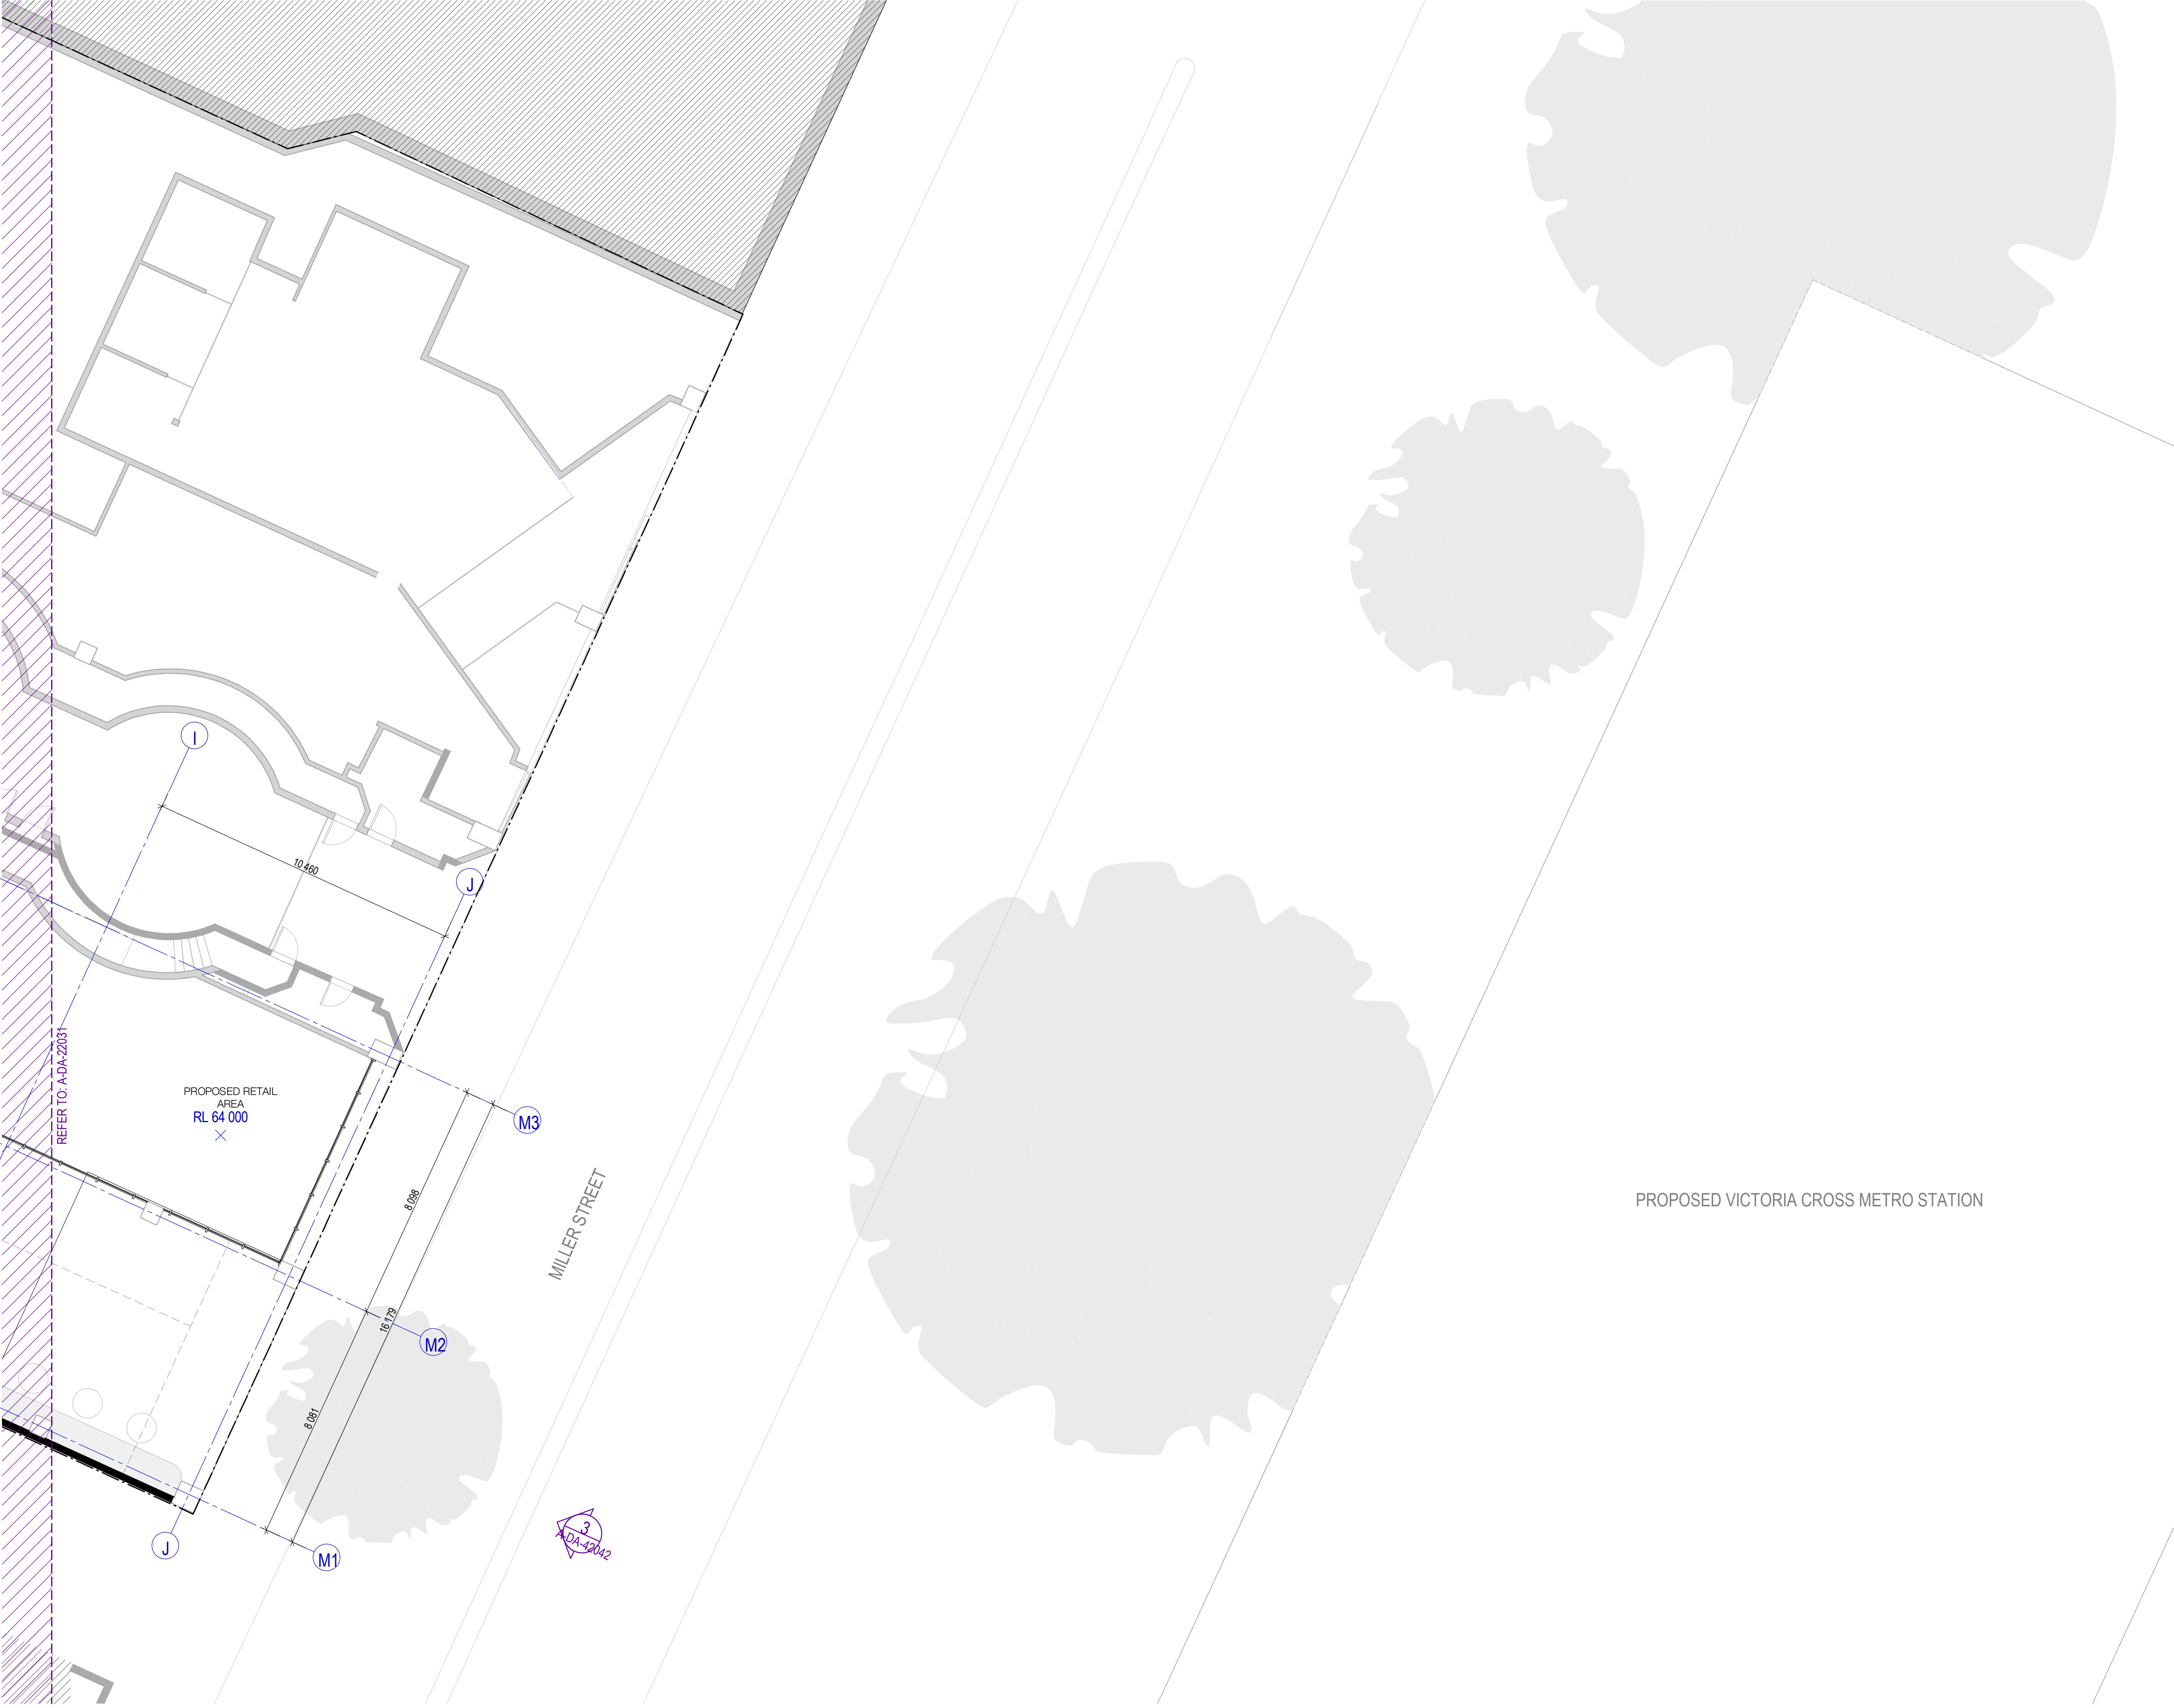 I
10 460
J
REFER TO: A-DA-22031
PROPOSED RETAIL
AREA
RL 64 000
M3
8 098
MILLER STREET
PROPOSED VICTORIA CROSS METRO STATION
16 179
M2
8 081
3
A-DA-42042
J
M1